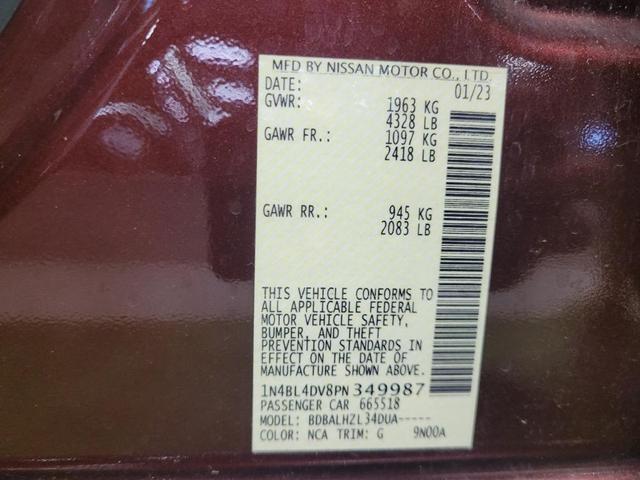 MFD BY NISSAN MOTOR CO., LTD.
DATE: 01/23
GVWR: 1963 KG
4328 LB
GAWR FR.: 1097 KG
2418 LB
GAWR RR.: 945 KG
2083 LB
THIS VEHICLE CONFORMS TO
ALL APPLICABLE FEDERAL
MOTOR VEHICLE SAFETY,
BUMPER, AND THEFT
PREVENTION STANDARDS IN
EFFECT ON THE DATE OF
MANUFACTURE SHOWN ABOVE.
1N4BL4DV8PN349987
PASSENGER CAR 665518
MODEL: BDBALHZL34DUA-----
COLOR: NCA TRIM: G 9N00A